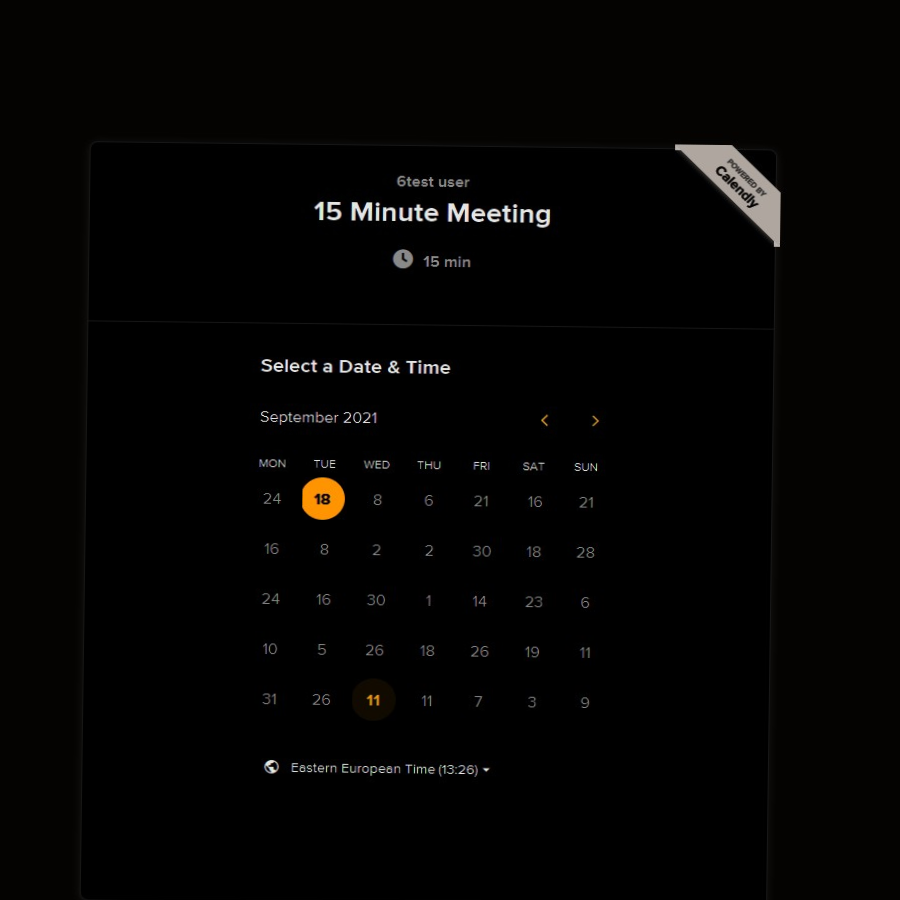 POWERED BY
Calendly
6test user
15 Minute Meeting
15 min
Select a Date & Time
September 2021
MON TUE WED THU FRI SAT SUN
24 18 8 6 21 16 21
16 8 2 2 30 18 28
24 16 30 1 14 23 6
10 5 26 18 26 19 11
31 26 11 11 7 3 9
Eastern European Time (13:26)